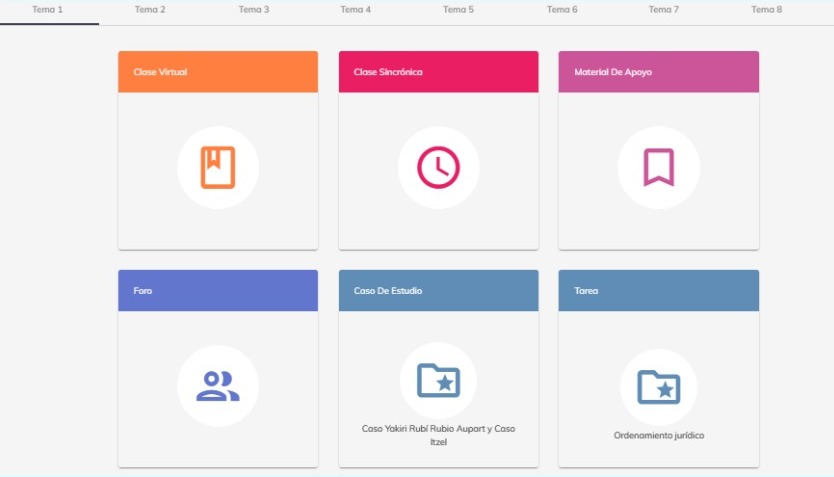 Tema 1 Tema 2 Tema 3 Tema 4 Tema 5 Tema 6 Tema 7 Tema 8
Clase Virtual
Clase Sincrónica
Material De Apoyo
Foro
Caso De Estudio
Caso Yakiri Rubí Rubio Aupart y Caso
Itzel
Tarea
Ordenamiento jurídico